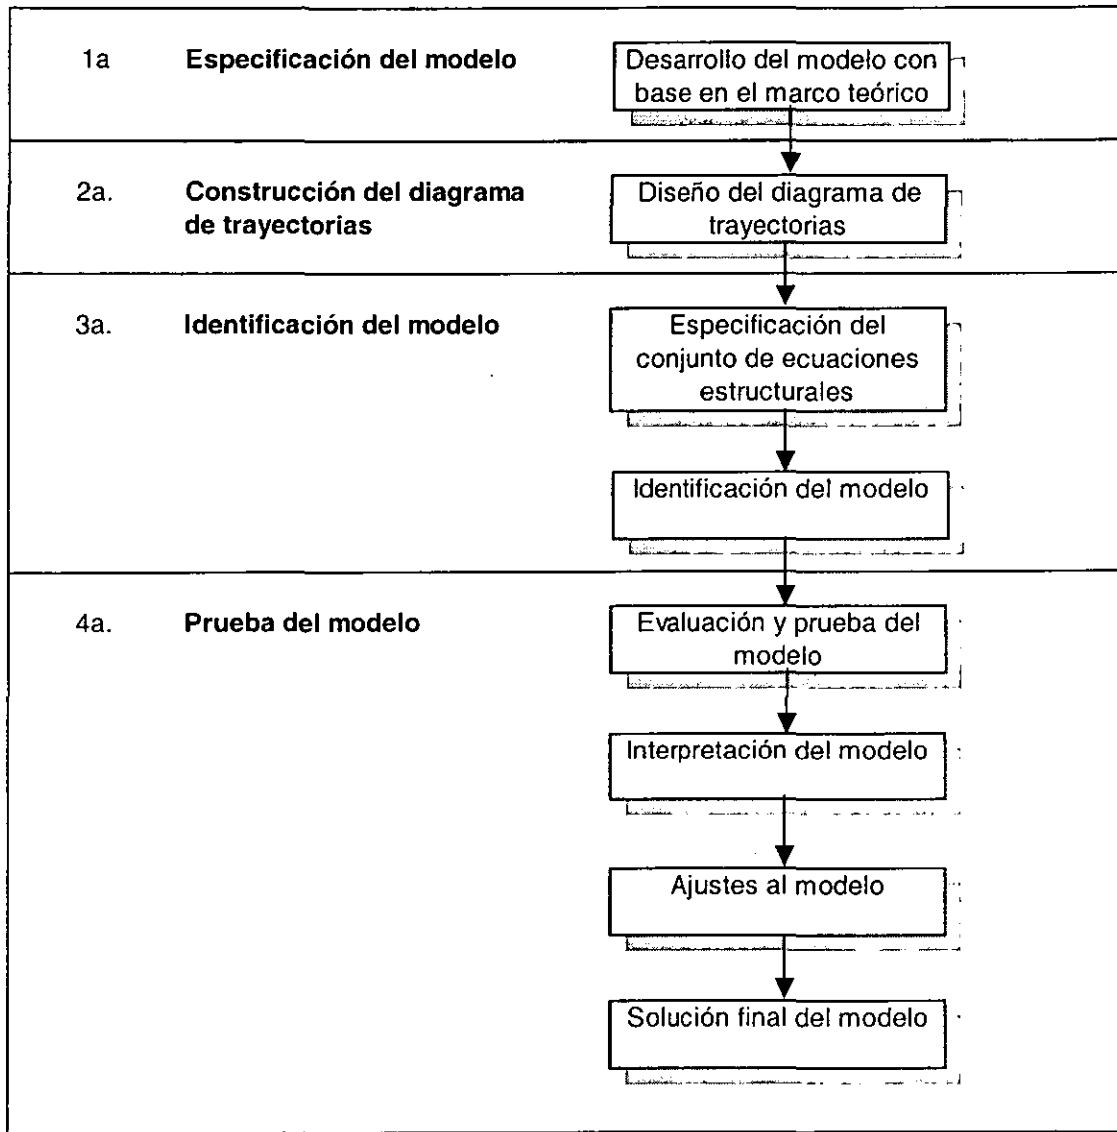 1a Especificación del modelo
Desarrollo del modelo con
base en el marco teórico
2a. Construcción del diagrama
de trayectorias
Diseño del diagrama de
trayectorias
3a. Identificación del modelo
Especificación del
conjunto de ecuaciones
estructurales
Identificación del modelo
4a. Prueba del modelo
Evaluación y prueba del
modelo
Interpretación del modelo
Ajustes al modelo
Solución final del modelo